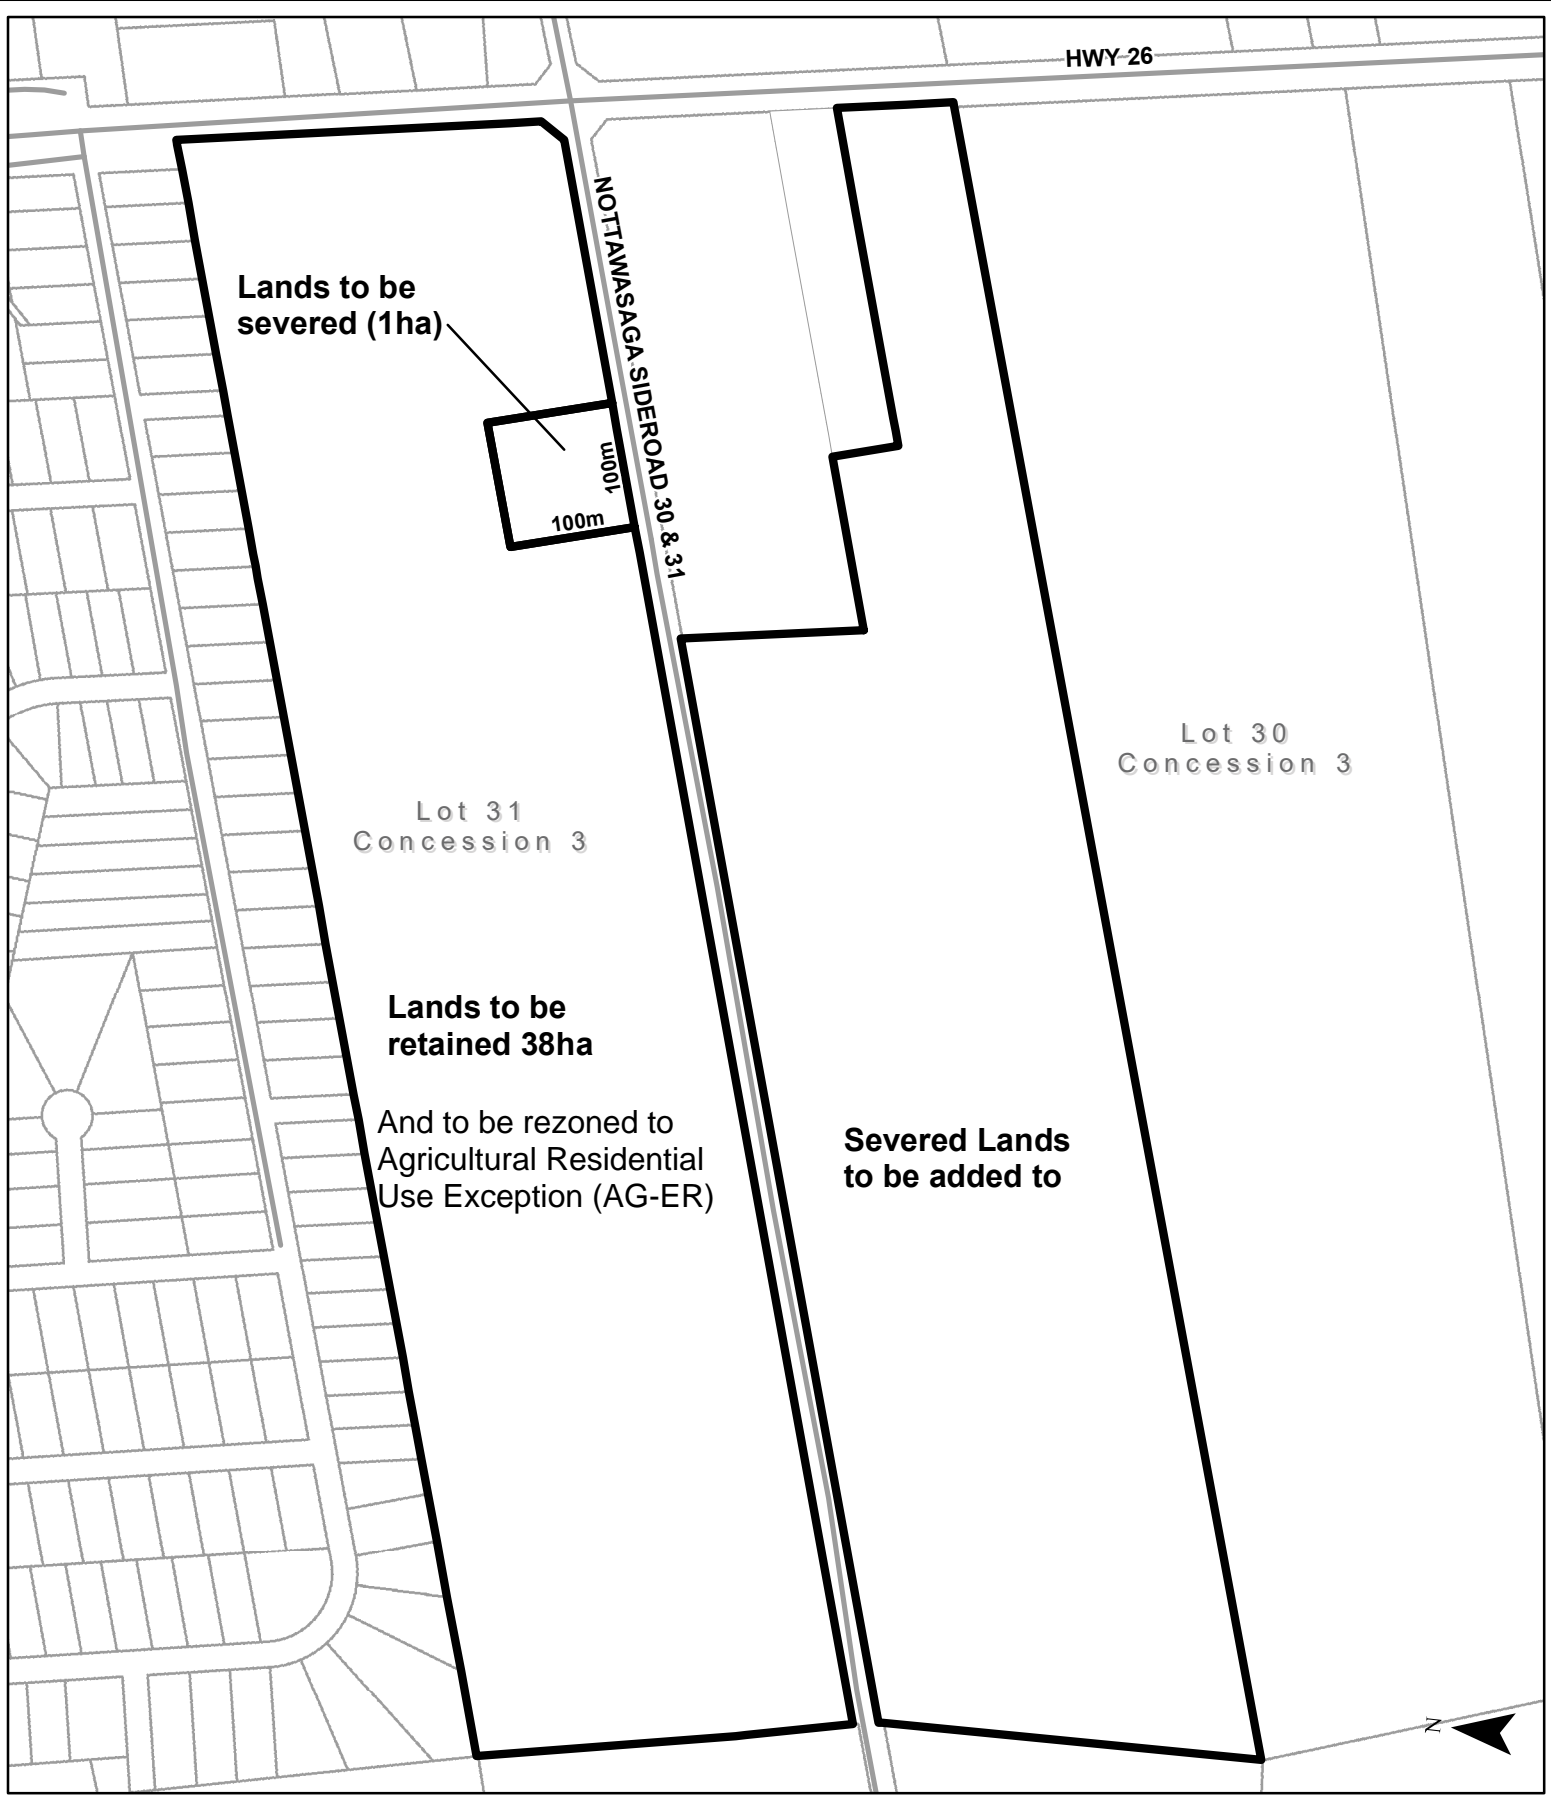 HWY 26
NOTTAWASAGA SIDEROAD 30 & 31
Lands to be
severed (1ha)
100m
100m
Lot 30
Concession 3
Lot 31
Concession 3
Lands to be
retained 38ha
And to be rezoned to
Agricultural Residential
Use Exception (AG-ER)
Severed Lands
to be added to
N